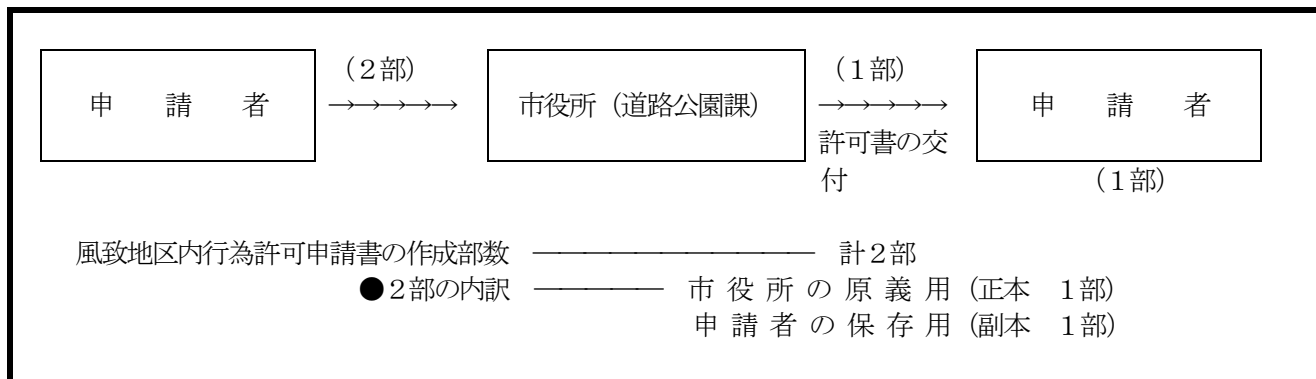 （２部）　（１部）
申　請　者　→→→→→　市役所（道路公園課）　→→→→→　申　請　者
許可書の交
付　（１部）
風致地区内行為許可申請書の作成部数　―――――――――――　計２部
●２部の内訳　―――――　市役所の原義用（正本　１部）
申請者の保存用（副本　１部）